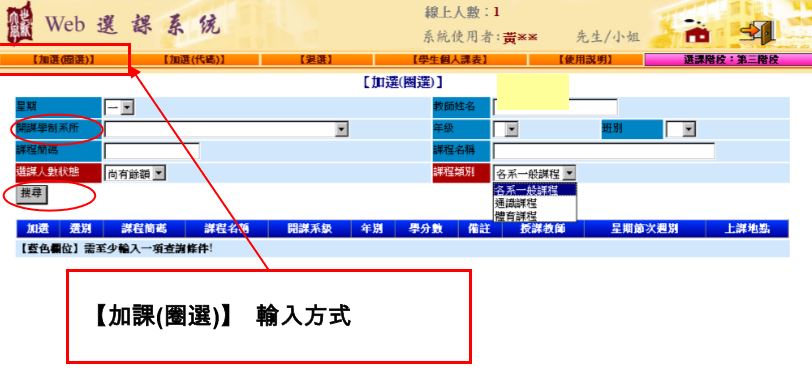 Web 選 課 系 統
線上人數：1
系統使用者：黃** 先生/小姐
【加選(圈選)】 【加選(代碼)】 【退選】 【學生個人課表】 【使用說明】 選課階段：第三階段
【加選(圈選)】
星期 一 教師姓名
開課學制系所 年級 班別
課程簡碼 課程名稱
選課人數狀態 尚有餘額 課程類別 各系一般課程
搜尋 各系一般課程
通識課程
體育課程
加選 選別 課程簡碼 課程名稱 開課系級 年別 學分數 備註 授課教師 星期節次週別 上課地點
【藍色欄位】需至少輸入一項查詢條件!
【加課(圈選)】 輸入方式